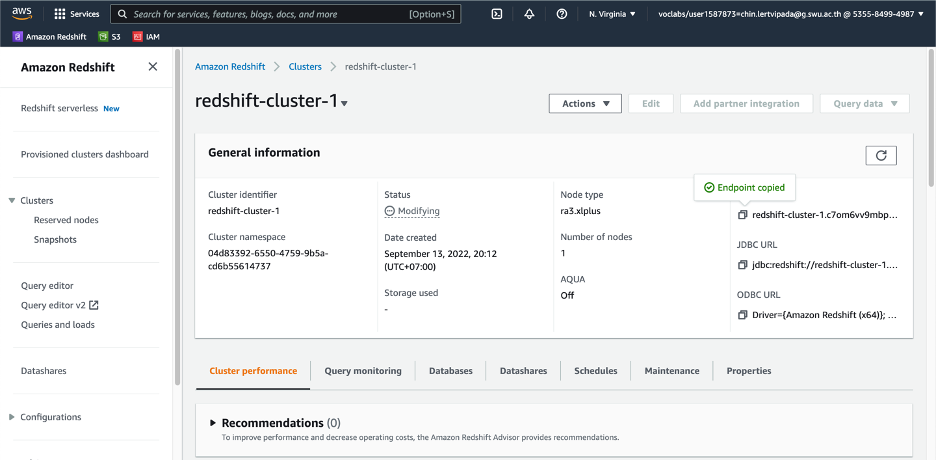 aws
Services
Search for services, features, blogs, docs, and more
[Option+S]
N. Virginia
voclabs/user1587873=chin.lertvipada@g.swu.ac.th @ 5355-8499-4987
Amazon Redshift
S3
IAM
Amazon Redshift
Redshift serverless New
Provisioned clusters dashboard
Clusters
Reserved nodes
Snapshots
Query editor
Query editor v2
Queries and loads
Datashares
Configurations
Amazon Redshift
Clusters
redshift-cluster-1
redshift-cluster-1
Actions
Edit
Add partner integration
Query data
General information
Cluster identifier
redshift-cluster-1
Cluster namespace
04d83392-6550-4759-9b5a-
cd6b55614737
Status
Modifying
Date created
September 13, 2022, 20:12
(UTC+07:00)
Storage used
-
Node type
ra3.xlplus
Number of nodes
1
AQUA
Off
Endpoint copied
redshift-cluster-1.c7om6vv9mbp...
JDBC URL
jdbc:redshift://redshift-cluster-1....
ODBC URL
Driver={Amazon Redshift (x64)}; ...
Cluster performance
Query monitoring
Databases
Datashares
Schedules
Maintenance
Properties
Recommendations (0)
To improve performance and decrease operating costs, the Amazon Redshift Advisor provides recommendations.